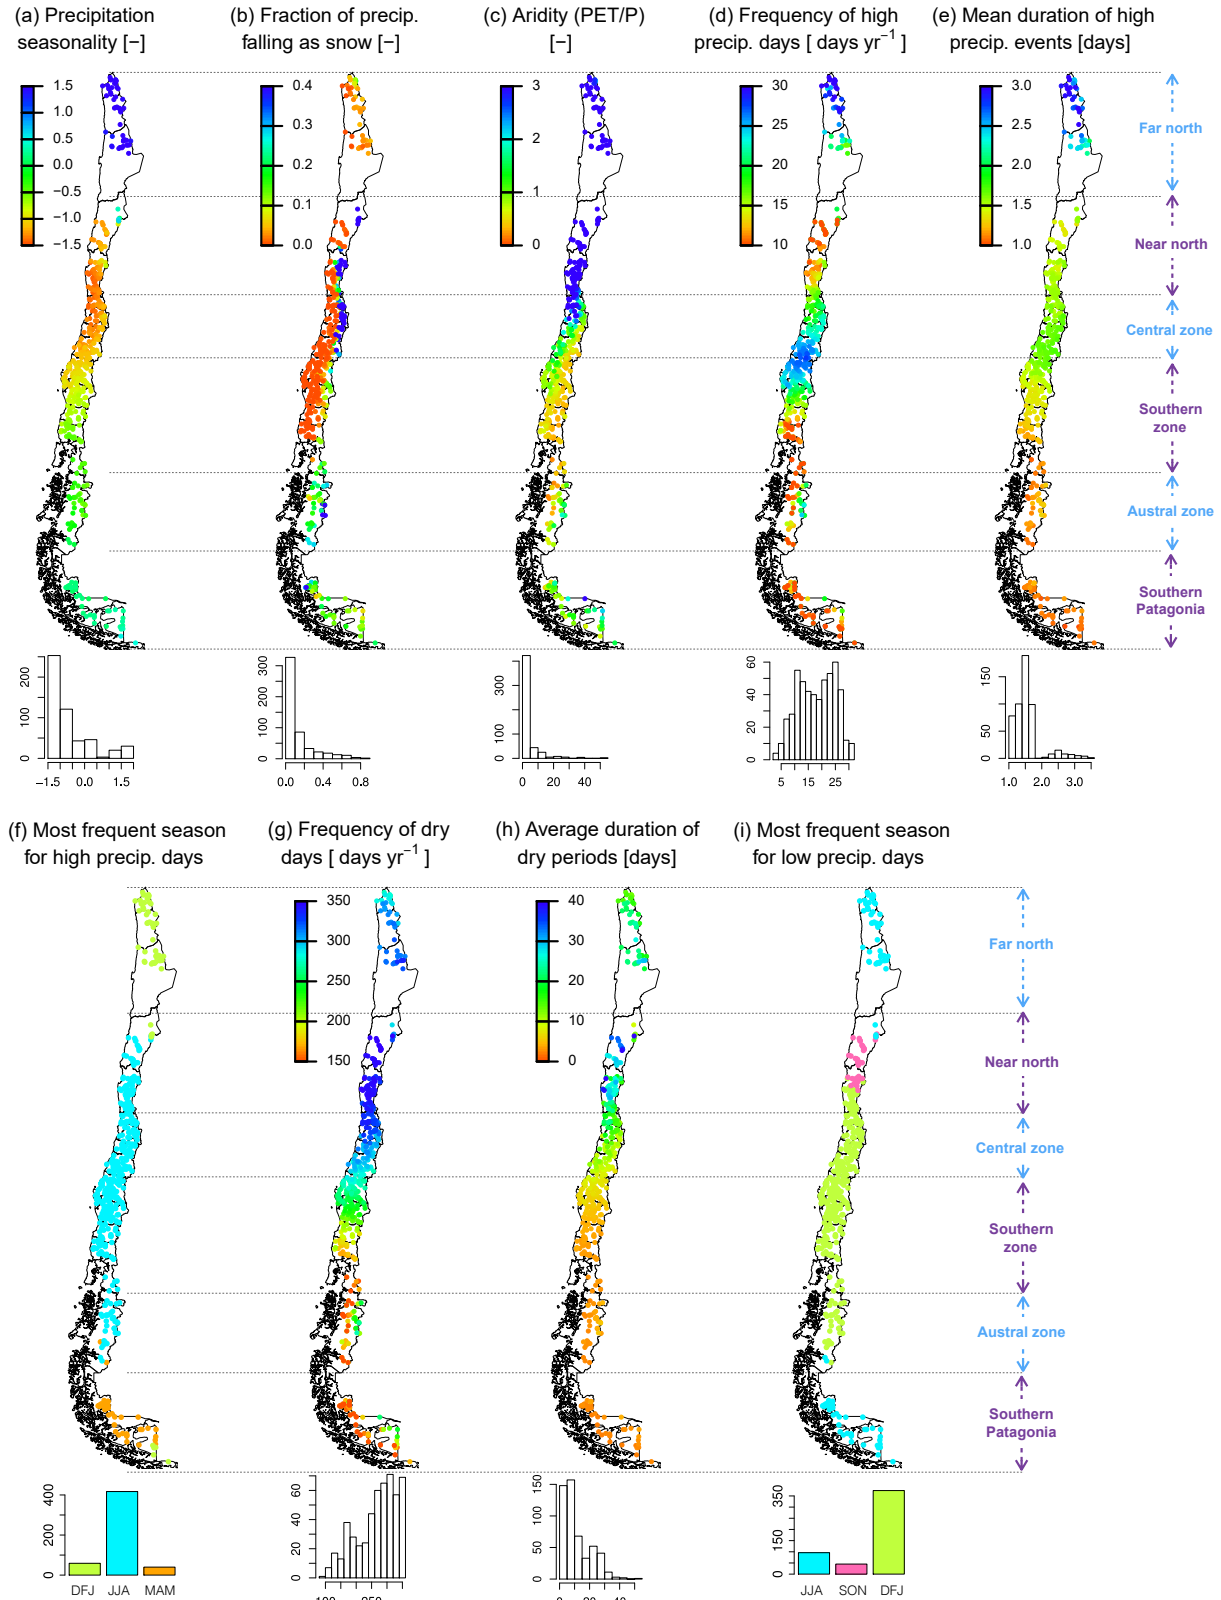 (a) Precipitation
seasonality [−]
(b) Fraction of precip.
falling as snow [−]
(c) Aridity (PET/P)
[−]
(d) Frequency of high
precip. days [ days yr⁻¹ ]
(e) Mean duration of high
precip. events [days]
1.5
1.0
0.5
0.0
−0.5
−1.0
−1.5
0.4
0.3
0.2
0.1
0.0
3
2
1
0
30
25
20
15
10
3.0
2.5
2.0
1.5
1.0
Far north
Near north
Central zone
Southern
zone
Austral zone
Southern
Patagonia
0 100 200
−1.5 0.0 1.5
0 100 200 300
0.0 0.4 0.8
0 100 300
0 20 40
0 20 40 60
5 15 25
0 50 150
1.0 2.0 3.0
(f) Most frequent season
for high precip. days
(g) Frequency of dry
days [ days yr⁻¹ ]
(h) Average duration of
dry periods [days]
(i) Most frequent season
for low precip. days
350
300
250
200
150
40
30
20
10
0
Far north
Near north
Central zone
Southern
zone
Austral zone
Southern
Patagonia
0 200 400
DFJ JJA MAM
0 20 40 60
0 50 100 150
0 150 350
JJA SON DFJ